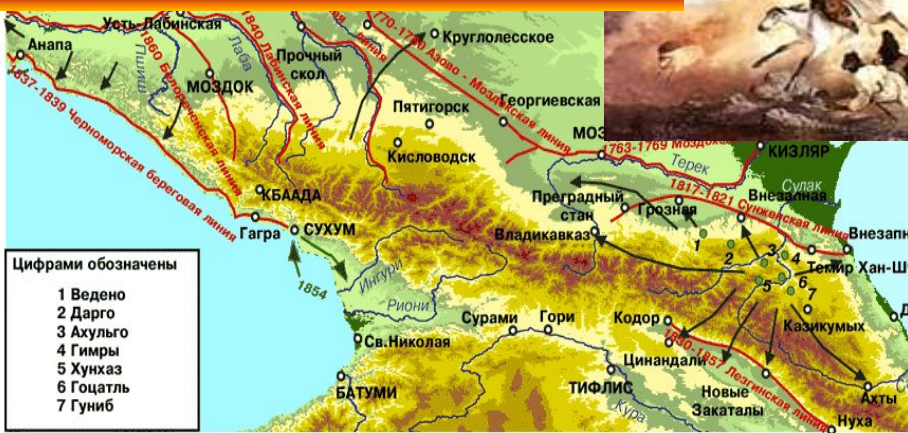 Усть-Лабинская
Анапа
Пшиш
1860 Белореченская линия
Лаба
1840 Лабинская линия
Прочный
скол
Круглолесское
1770-1780 Азово - Моздокская линия
МОЗДОК
Пятигорск
Георгиевская
Кисловодск
1763-1769 Моздокская
КИЗЛЯР
Терек
Сулак
1837-1839 Черноморская береговая линия
КБААДА
Преградный
стан
Грозная
1817-1821 Сунженская линия
Внезапная
Гагра
СУХУМ
Владикавказ
1
2
3
4
5
6
7
Темир Хан-Ш
Казикумых
1854
Ингури
Риони
Сурами
Гори
Кодор
Св.Николая
Цинандали
1830-1857 Лезгинская линия
БАТУМИ
ТИФЛИС
Кура
Новые
Закаталы
Ахты
Нуха
Цифрами обозначены
1 Ведено
2 Дарго
3 Ахульго
4 Гимры
5 Хунхаз
6 Гоцатль
7 Гуниб